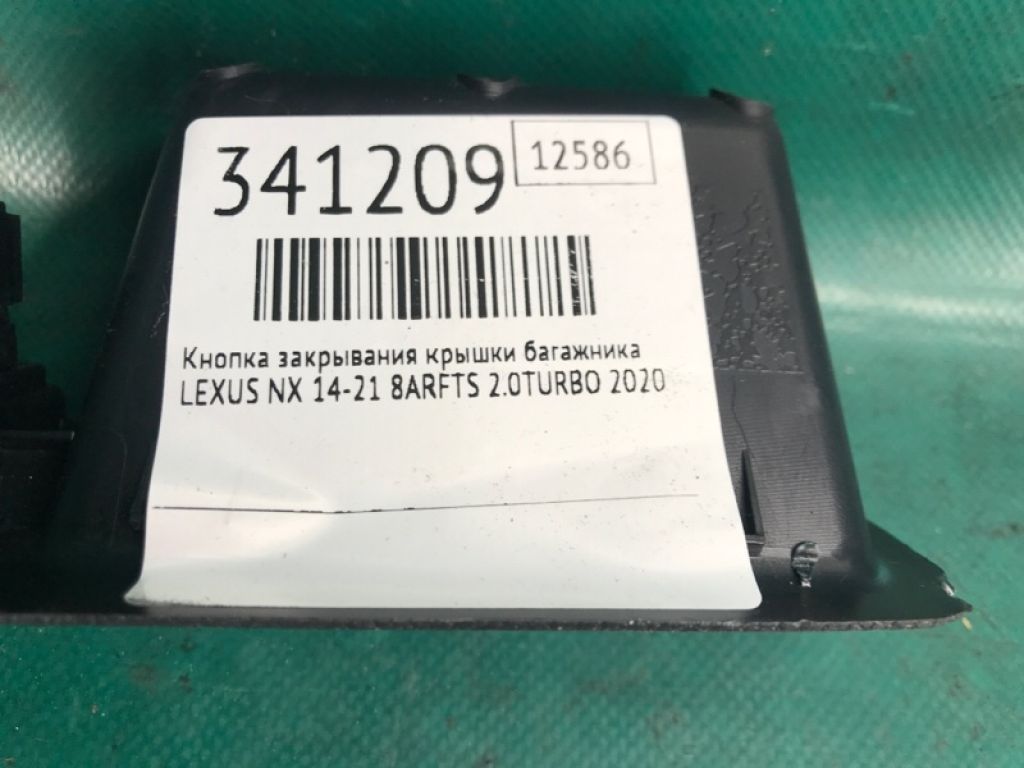 341209
12586
Кнопка закрывания крышки багажника
LEXUS NX 14-21 8ARFTS 2.0TURBO 2020